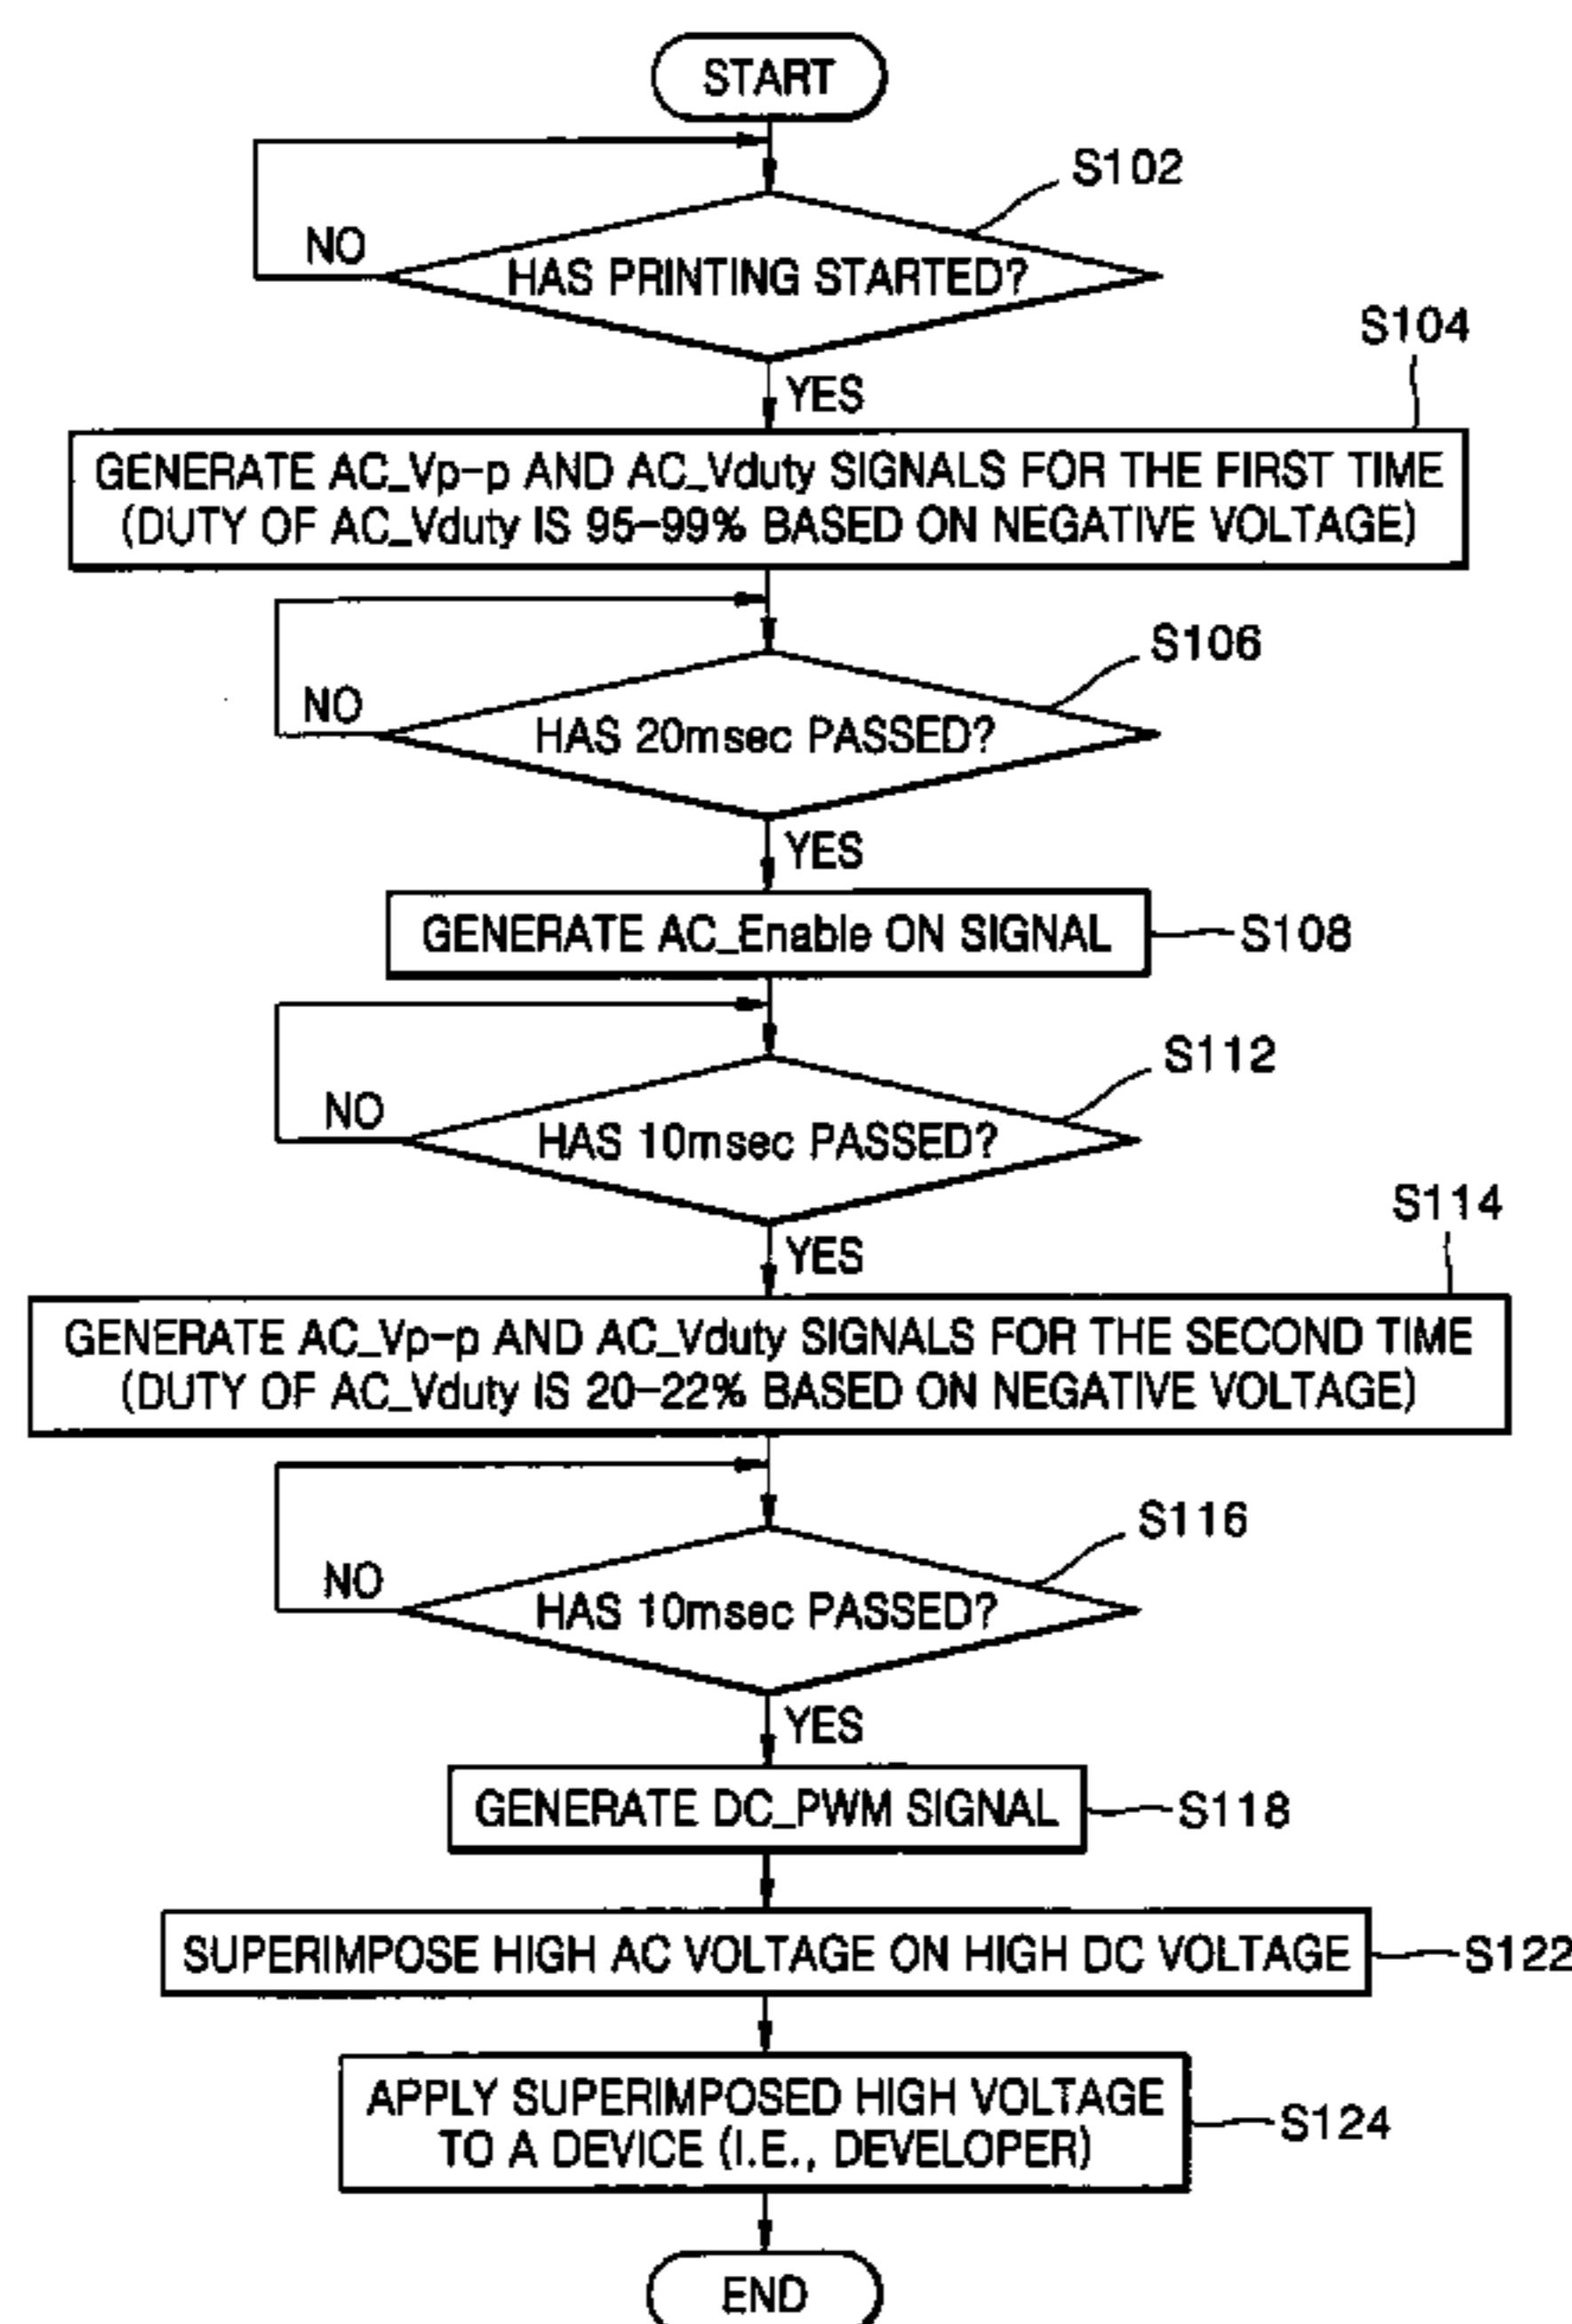 START
S102
NO
HAS PRINTING STARTED?
S104
YES
GENERATE AC_Vp-p AND AC_Vduty SIGNALS FOR THE FIRST TIME
(DUTY OF AC_Vduty IS 95-99% BASED ON NEGATIVE VOLTAGE)
S106
NO
HAS 20msec PASSED?
YES
GENERATE AC_Enable ON SIGNAL
S108
S112
NO
HAS 10msec PASSED?
S114
YES
GENERATE AC_Vp-p AND AC_Vduty SIGNALS FOR THE SECOND TIME
(DUTY OF AC_Vduty IS 20-22% BASED ON NEGATIVE VOLTAGE)
S116
NO
HAS 10msec PASSED?
YES
GENERATE DC_PWM SIGNAL
S118
SUPERIMPOSE HIGH AC VOLTAGE ON HIGH DC VOLTAGE
S122
APPLY SUPERIMPOSED HIGH VOLTAGE
TO A DEVICE (I.E., DEVELOPER)
S124
END